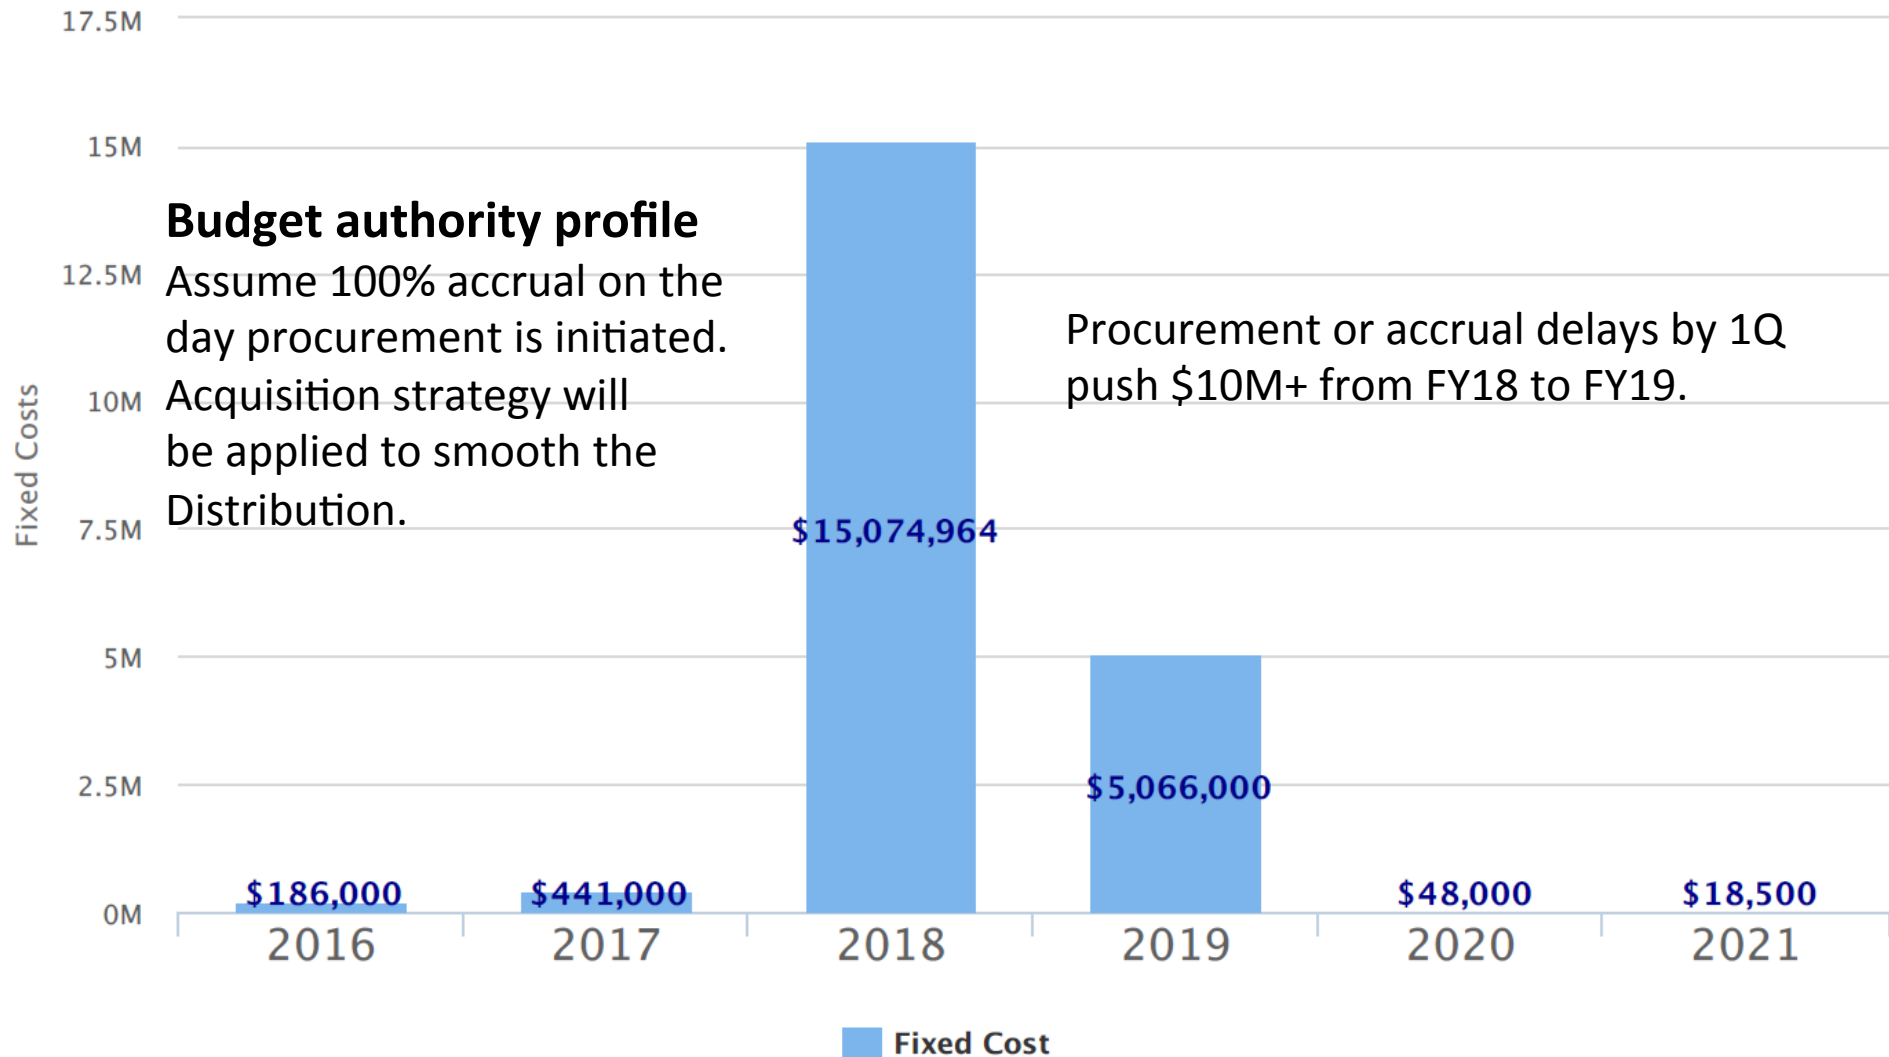 17.5M
15M
12.5M
10M
7.5M
5M
2.5M
0M
Fixed Costs
Budget authority profile
Assume 100% accrual on the
day procurement is initiated.
Acquisition strategy will
be applied to smooth the
Distribution.
Procurement or accrual delays by 1Q
push $10M+ from FY18 to FY19.
$186,000
$441,000
$15,074,964
$5,066,000
$48,000
$18,500
2016
2017
2018
2019
2020
2021
Fixed Cost